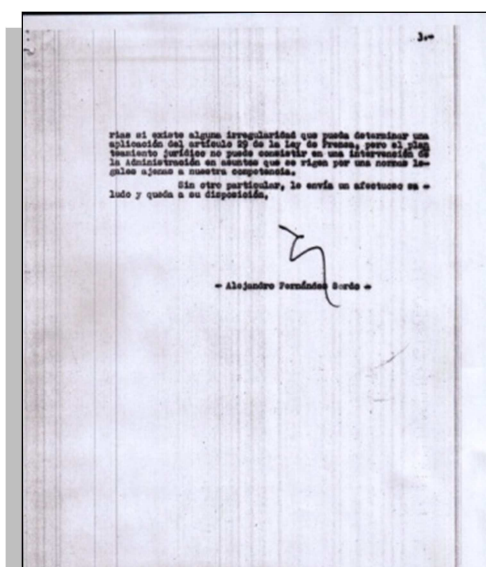 3.-
rias si existe alguna irregularidad que pueda determinar una
aplicación del artículo 29 de la ley de Prensa, pero el plan
teamiento jurídico no puede consistir en una intervención de
la Administración en asuntos que se rigen por una normas le-
gales ajenas a nuestra competencia.
Sin otro particular, le envía un afectuoso sa -
ludo y queda a su disposición,
- Alejandro Fernández Sordo -